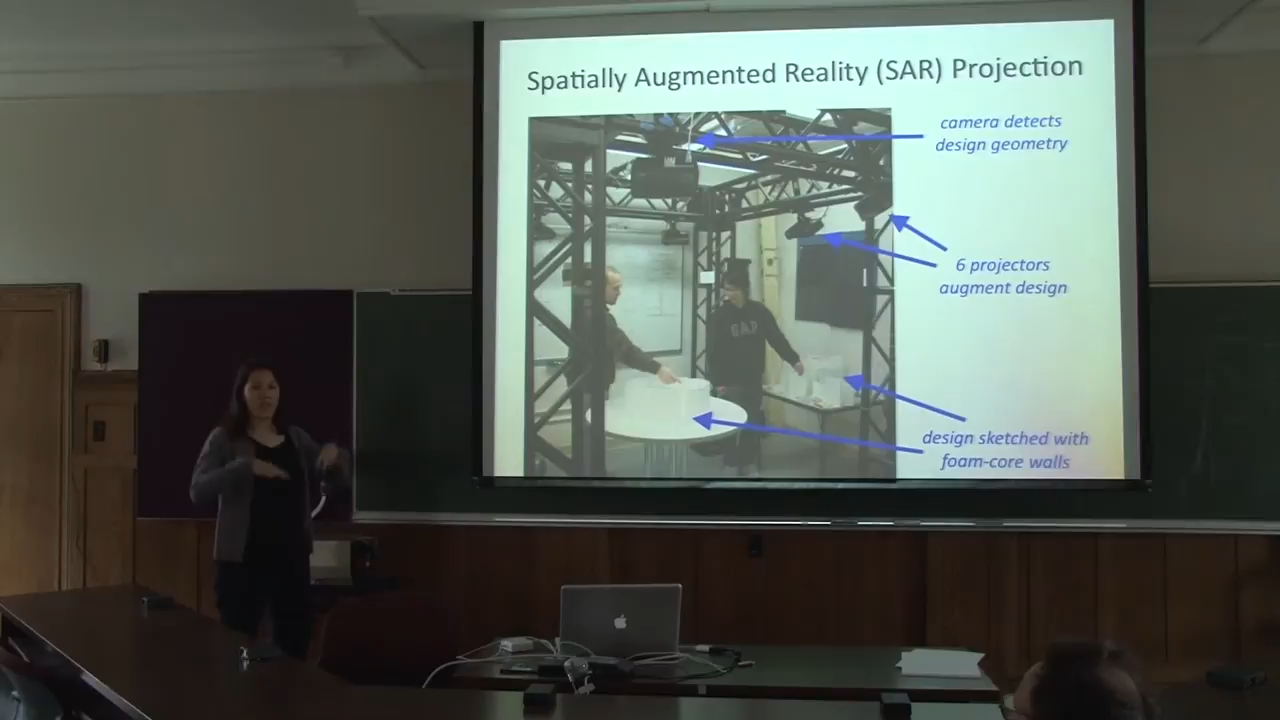 Spatially Augmented Reality (SAR) Projection
camera detects
design geometry
6 projectors
augment design
GAP
design sketched with
foam-core walls